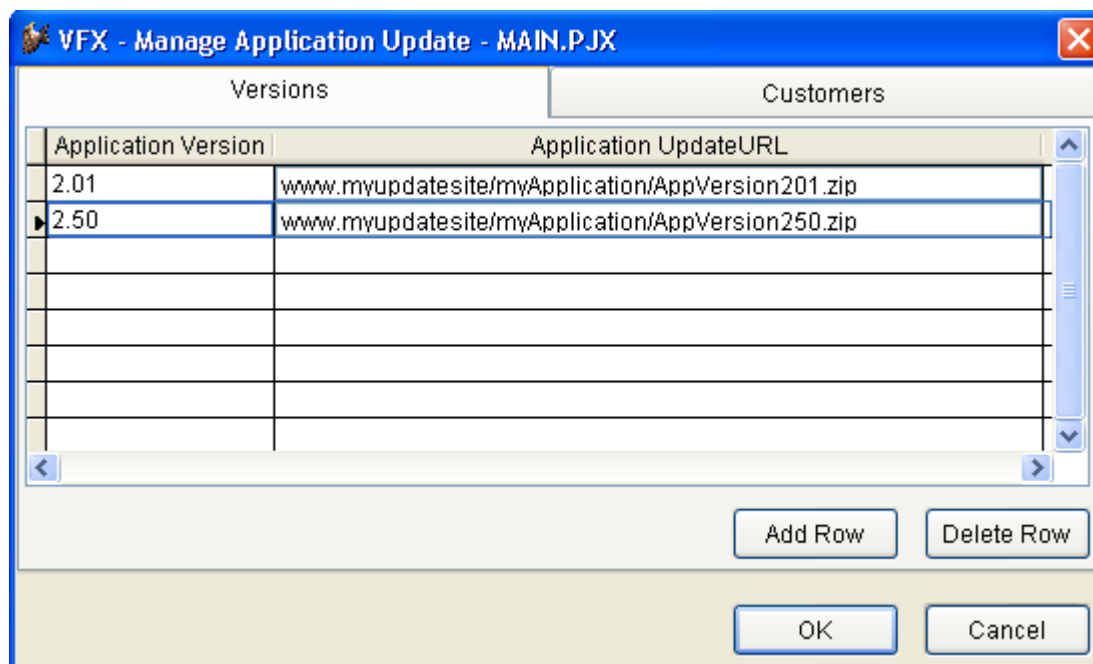 VFX - Manage Application Update - MAIN.PJX
Versions Customers
Application Version Application UpdateURL
2.01 www.myupdatesite/myApplication/AppVersion201.zip
2.50 www.myupdatesite/myApplication/AppVersion250.zip
Add Row Delete Row
OK Cancel